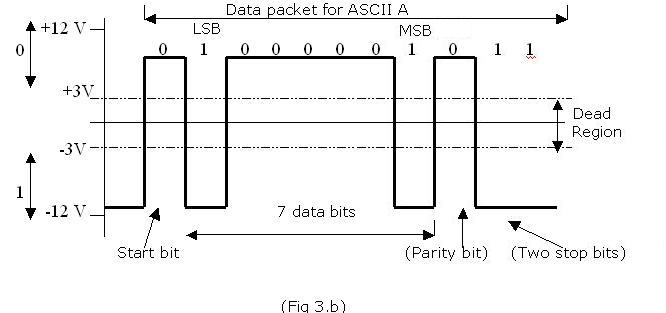 Data packet for ASCII A
+12 V
LSB
MSB
0
0 1 0 0 0 0 0 1 0 1 1
+3V
Dead
Region
-3V
1
-12 V
7 data bits
Start bit
(Parity bit)
(Two stop bits)
(Fig 3.b)